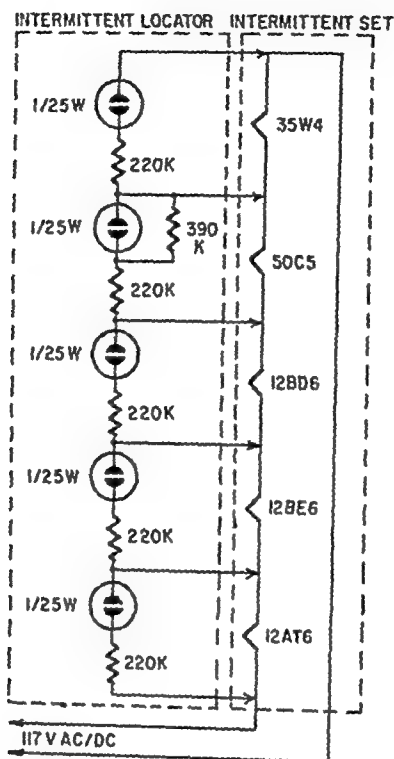 INTERMITTENT LOCATOR
INTERMITTENT SET
1/25W
35W4
220K
1/25W
390
K
50C5
220K
1/25W
12BD6
220K
1/25W
12BE6
220K
1/25W
12AT6
220K
117 V AC/DC